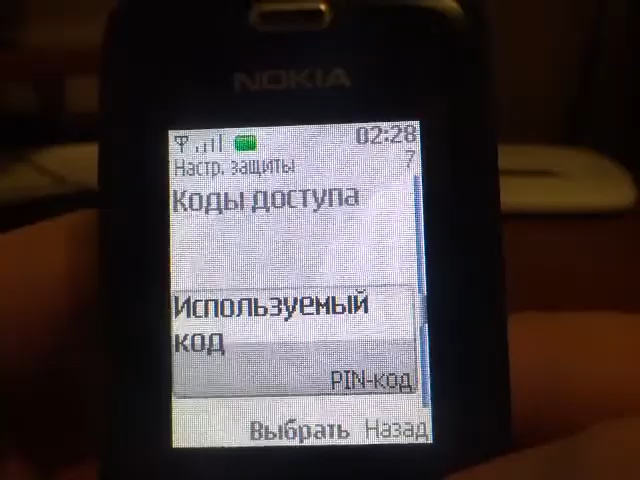 NOKIA
02:28
Настр. защиты 7
Коды доступа
Используемый
код
PIN-код
Выбрать Назад